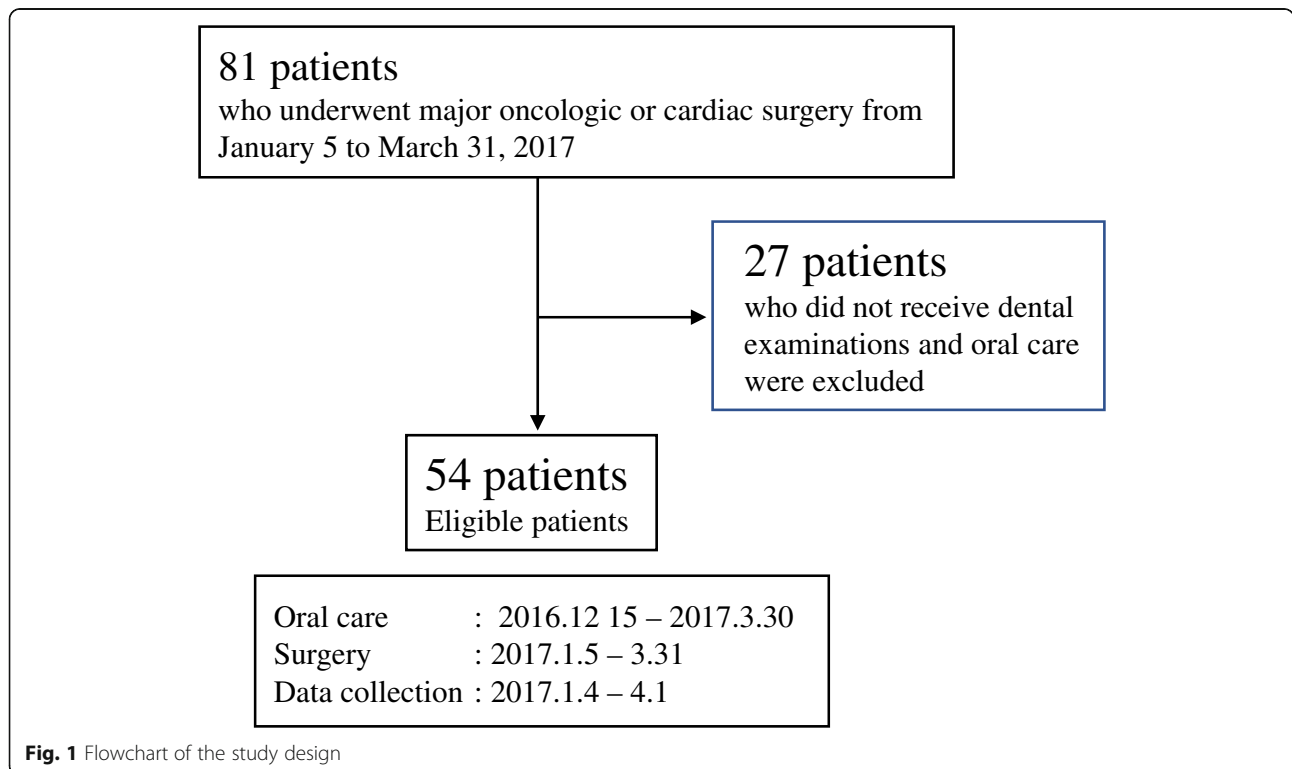 81 patients
who underwent major oncologic or cardiac surgery from
January 5 to March 31, 2017
27 patients
who did not receive dental
examinations and oral care
were excluded
54 patients
Eligible patients
Oral care : 2016.12 15 – 2017.3.30
Surgery : 2017.1.5 – 3.31
Data collection : 2017.1.4 – 4.1
Fig. 1 Flowchart of the study design